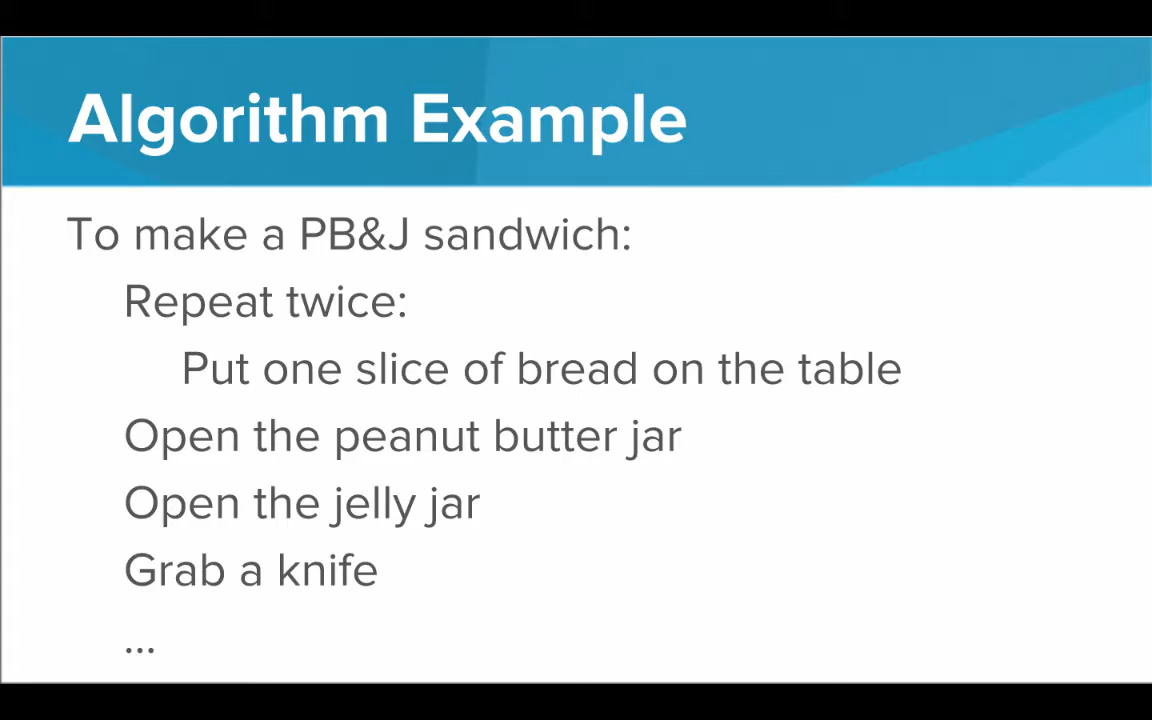 Algorithm Example
To make a PB&J sandwich:
Repeat twice:
Put one slice of bread on the table
Open the peanut butter jar
Open the jelly jar
Grab a knife
...